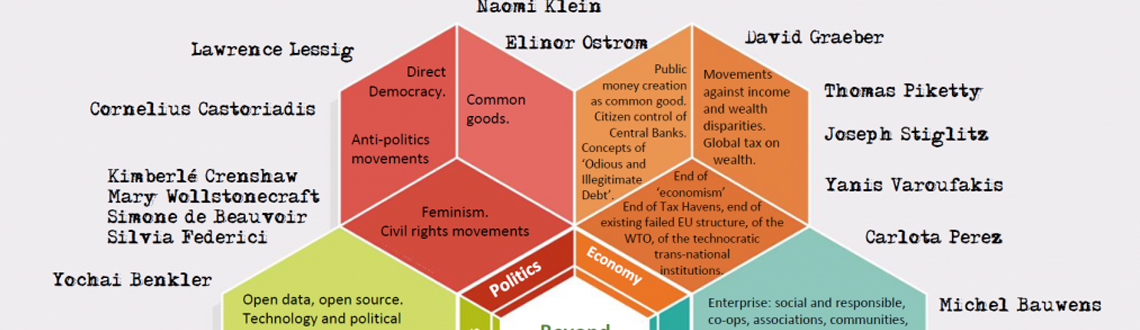 Naomi Klein
Lawrence Lessig
Elinor Ostrom
David Graeber
Cornelius Castoriadis
Thomas Piketty
Joseph Stiglitz
Kimberlé Crenshaw
Mary Wollstonecraft
Simone de Beauvoir
Silvia Federici
Yanis Varoufakis
Carlota Perez
Yochai Benkler
Michel Bauwens
Direct
Democracy.
Anti-politics
movements
Common
goods.
Feminism.
Civil rights movements
Politics
Public
money creation
as common good.
Citizen control of
Central Banks.
Concepts of
‘Odious and
Illegitimate
Debt’.
Movements
against income
and wealth
disparities.
Global tax on
wealth.
End of
‘economism’
End of Tax Havens, end of
existing failed EU structure, of the
WTO, of the technocratic
trans-national
institutions.
Economy
Open data, open source.
Technology and political
Enterprise: social and responsible,
co-ops, associations, communities,
Beyond